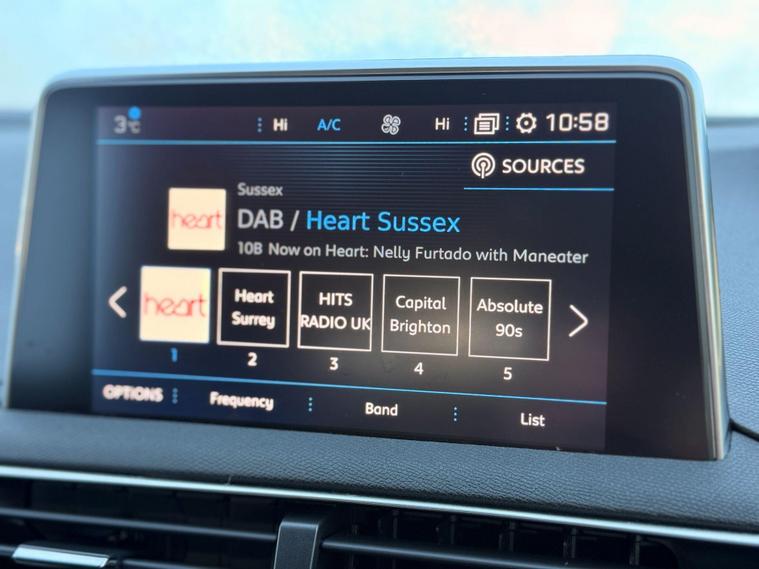 3°C Hi A/C Hi 10:58
SOURCES
Sussex
heart
DAB / Heart Sussex
10B Now on Heart: Nelly Furtado with Maneater
heart
Heart
Surrey
HITS
RADIO UK
Capital
Brighton
Absolute
90s
1 2 3 4 5
OPTIONS Frequency Band List